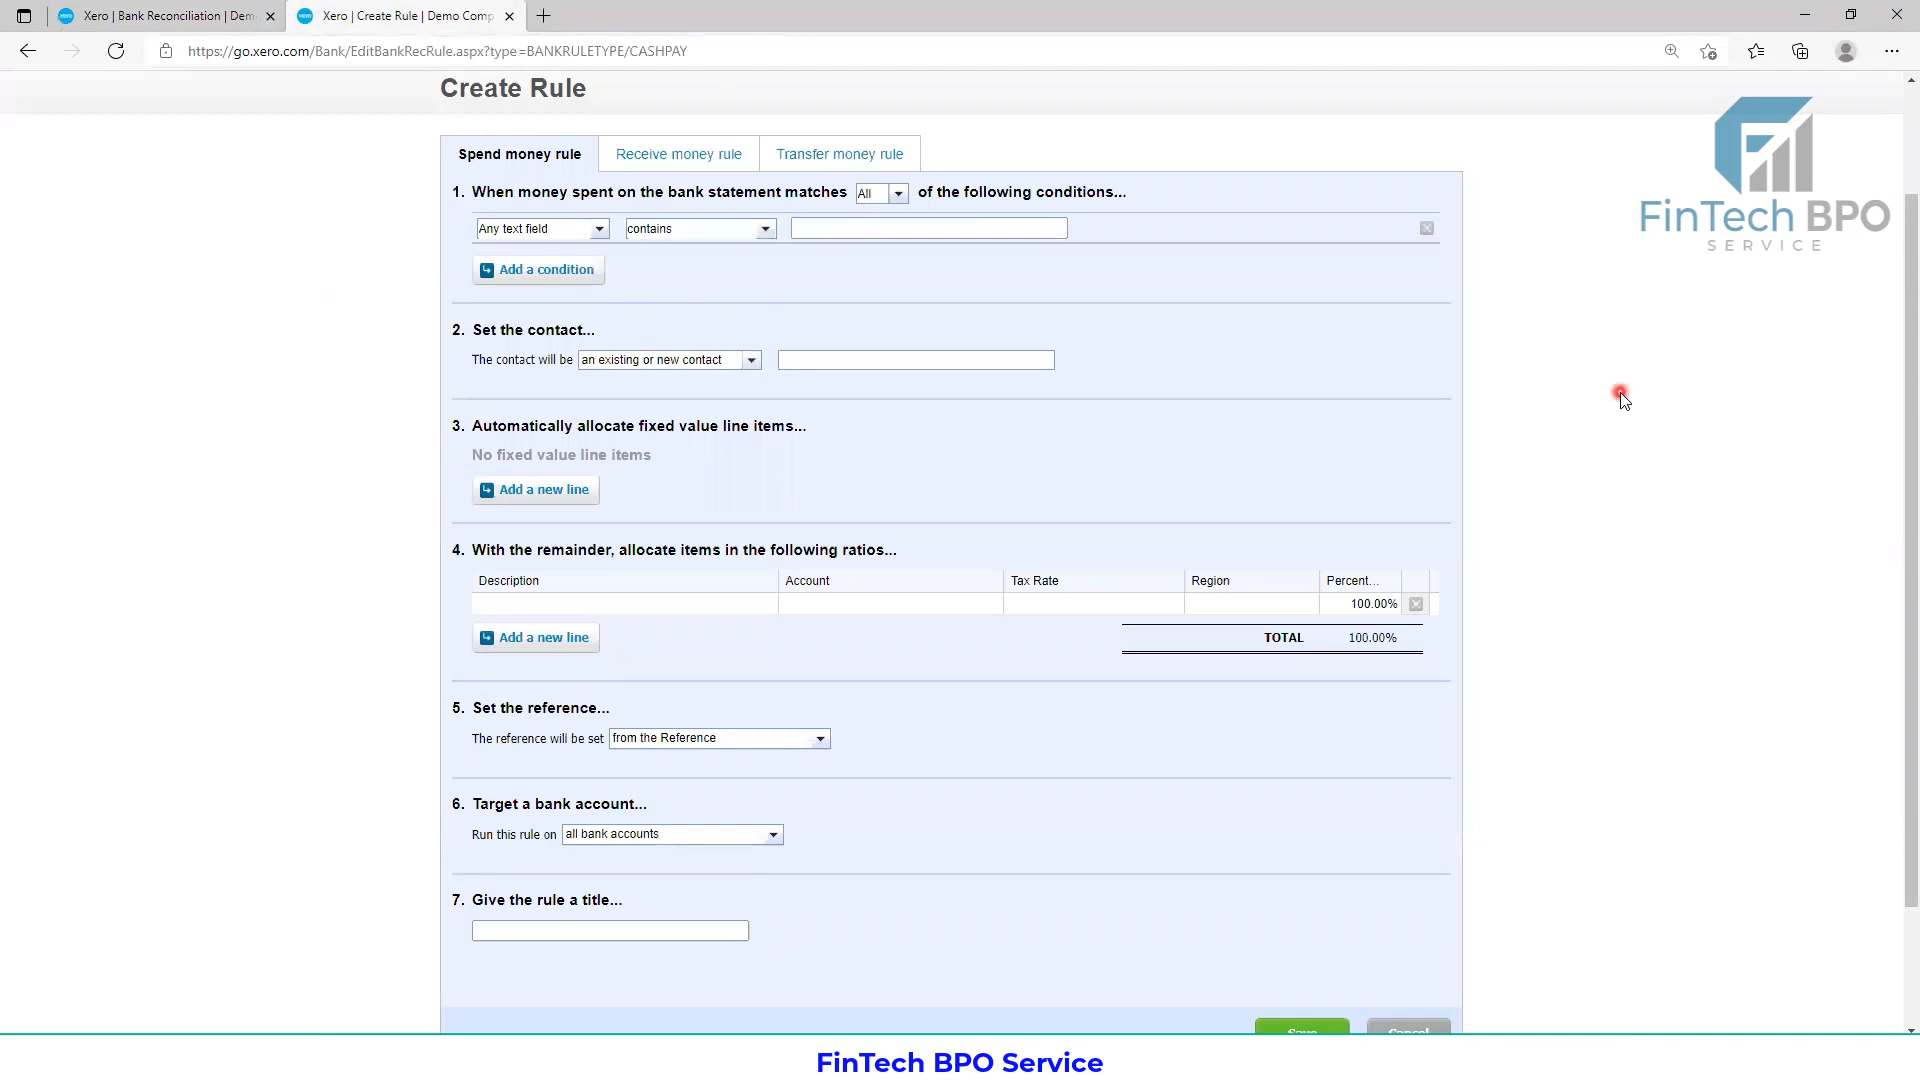 Xero | Bank Reconciliation | Dem
Xero | Create Rule | Demo Comp
https://go.xero.com/Bank/EditBankRecRule.aspx?type=BANKRULETYPE/CASHPAY
Create Rule
FinTech BPO
SERVICE
Spend money rule
Receive money rule
Transfer money rule
1. When money spent on the bank statement matches All of the following conditions...
Any text field contains
Add a condition
2. Set the contact...
The contact will be an existing or new contact
3. Automatically allocate fixed value line items...
No fixed value line items
Add a new line
4. With the remainder, allocate items in the following ratios...
Description Account Tax Rate Region Percent...
100.00%
Add a new line
TOTAL 100.00%
5. Set the reference...
The reference will be set from the Reference
6. Target a bank account...
Run this rule on all bank accounts
7. Give the rule a title...
Save Cancel
FinTech BPO Service